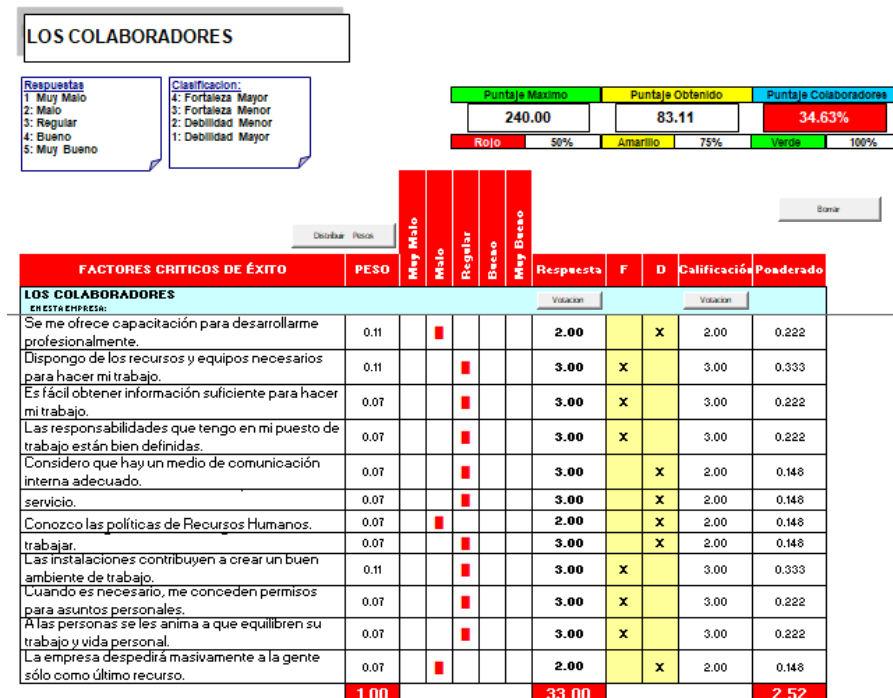 LOS COLABORADORES
Respuestas
1 Muy Malo
2: Malo
3: Regular
4: Bueno
5: Muy Bueno
Clasificacion:
4: Fortaleza Mayor
3: Fortaleza Menor
2: Debilidad Menor
1: Debilidad Mayor
Puntaje Maximo Puntaje Obtenido Puntaje Colaboradores
240.00 83.11 34.63%
Rojo 50% Amarillo 75% Verde 100%
Distribuir Pesos
Borrar
FACTORES CRITICOS DE ÉXITO PESO Muy Malo Malo Regular Bueno Muy Bueno Respuesta F D Calificación Ponderado
LOS COLABORADORES Votacion Votacion
EN ESTA EMPRESA:
Se me ofrece capacitación para desarrollarme
profesionalmente. 0.11 2.00 X 2.00 0.222
Dispongo de los recursos y equipos necesarios
para hacer mi trabajo. 0.11 3.00 X 3.00 0.333
Es fácil obtener información suficiente para hacer
mi trabajo. 0.07 3.00 X 3.00 0.222
Las responsabilidades que tengo en mi puesto de
trabajo están bien definidas. 0.07 3.00 X 3.00 0.222
Considero que hay un medio de comunicación
interna adecuado. 0.07 3.00 X 2.00 0.148
servicio. 0.07 3.00 X 2.00 0.148
Conozco las políticas de Recursos Humanos. 0.07 2.00 X 2.00 0.148
trabajar. 0.07 3.00 X 2.00 0.148
Las instalaciones contribuyen a crear un buen
ambiente de trabajo. 0.11 3.00 X 3.00 0.333
Cuando es necesario, me conceden permisos
para asuntos personales. 0.07 3.00 X 3.00 0.222
A las personas se les anima a que equilibren su
trabajo y vida personal. 0.07 3.00 X 3.00 0.222
La empresa despedirá masivamente a la gente
sólo como último recurso. 0.07 2.00 X 2.00 0.148
1.00 33.00 2.52